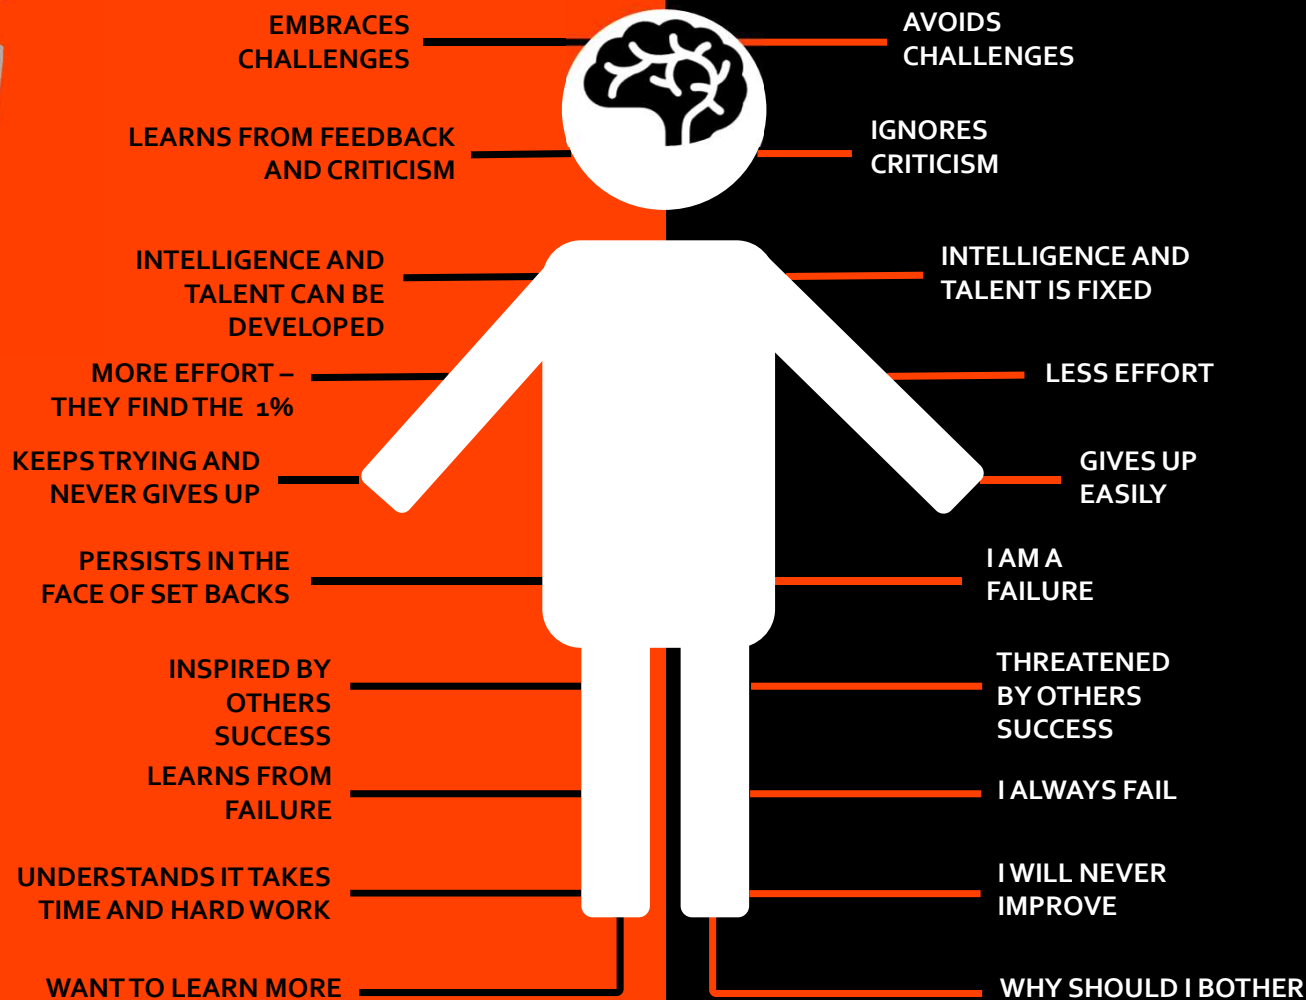 EMBRACES
CHALLENGES
LEARNS FROM FEEDBACK
AND CRITICISM
INTELLIGENCE AND
TALENT CAN BE
DEVELOPED
MORE EFFORT –
THEY FIND THE 1%
KEEPS TRYING AND
NEVER GIVES UP
PERSISTS IN THE
FACE OF SET BACKS
INSPIRED BY
OTHERS
SUCCESS
LEARNS FROM
FAILURE
UNDERSTANDS IT TAKES
TIME AND HARD WORK
WANT TO LEARN MORE
AVOIDS
CHALLENGES
IGNORES
CRITICISM
INTELLIGENCE AND
TALENT IS FIXED
LESS EFFORT
GIVES UP
EASILY
I AM A
FAILURE
THREATENED
BY OTHERS
SUCCESS
I ALWAYS FAIL
I WILL NEVER
IMPROVE
WHY SHOULD I BOTHER